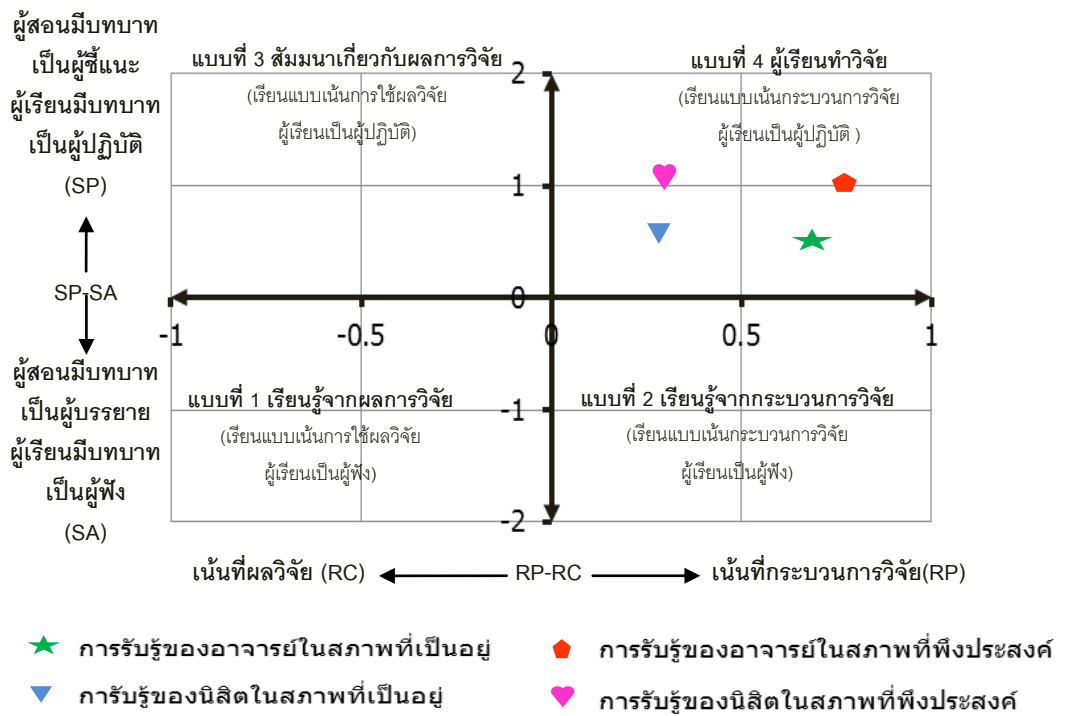 ผู้สอนมีบทบาท
เป็นผู้ชี้แนะ
ผู้เรียนมีบทบาท
เป็นผู้ปฏิบัติ
(SP)
SP-SA
ผู้สอนมีบทบาท
เป็นผู้บรรยาย
ผู้เรียนมีบทบาท
เป็นผู้ฟัง
(SA)
แบบที่ 3 สัมมนาเกี่ยวกับผลการวิจัย
(เรียนแบบเน้นการใช้ผลวิจัย
ผู้เรียนเป็นผู้ปฏิบัติ)
แบบที่ 4 ผู้เรียนทำวิจัย
(เรียนแบบเน้นกระบวนการวิจัย
ผู้เรียนเป็นผู้ปฏิบัติ )
2
1
0
-1 -0.5 0 0.5 1
แบบที่ 1 เรียนรู้จากผลการวิจัย
(เรียนแบบเน้นการใช้ผลวิจัย
ผู้เรียนเป็นผู้ฟัง)
-1
แบบที่ 2 เรียนรู้จากกระบวนการวิจัย
(เรียนแบบเน้นกระบวนการวิจัย
ผู้เรียนเป็นผู้ฟัง)
-2
เน้นที่ผลวิจัย (RC) RP-RC เน้นที่กระบวนการวิจัย(RP)
การรับรู้ของอาจารย์ในสภาพที่เป็นอยู่ การรับรู้ของอาจารย์ในสภาพที่พึงประสงค์
การับรู้ของนิสิตในสภาพที่เป็นอยู่ การรับรู้ของนิสิตในสภาพที่พึงประสงค์